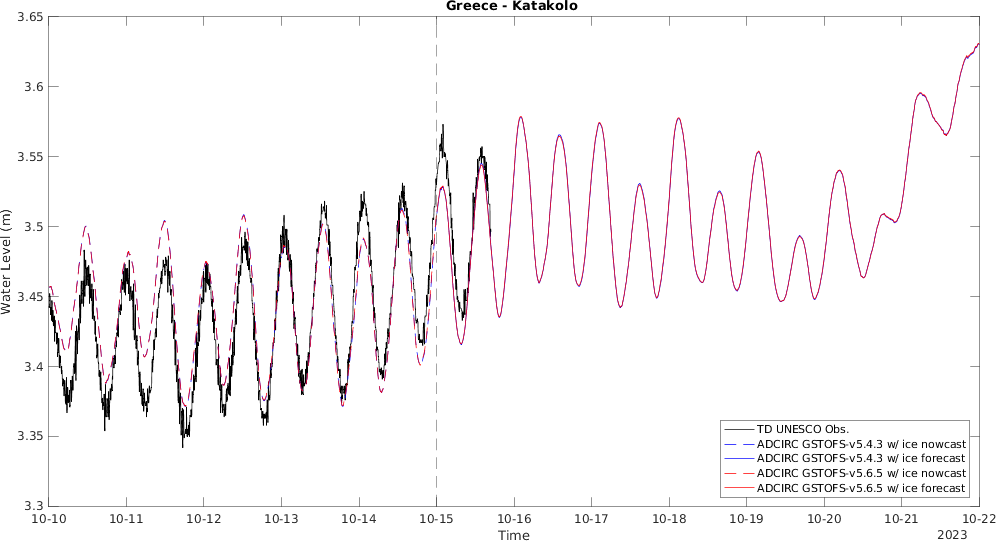 Greece - Katakolo
3.65
3.6
3.55
3.5
3.45
3.4
3.35
3.3
Water Level (m)
TD UNESCO Obs.
ADCIRC GSTOFS-v5.4.3 w/ ice nowcast
ADCIRC GSTOFS-v5.4.3 w/ ice forecast
ADCIRC GSTOFS-v5.6.5 w/ ice nowcast
ADCIRC GSTOFS-v5.6.5 w/ ice forecast
10-10 10-11 10-12 10-13 10-14 10-15 10-16 10-17 10-18 10-19 10-20 10-21 10-22
Time
2023